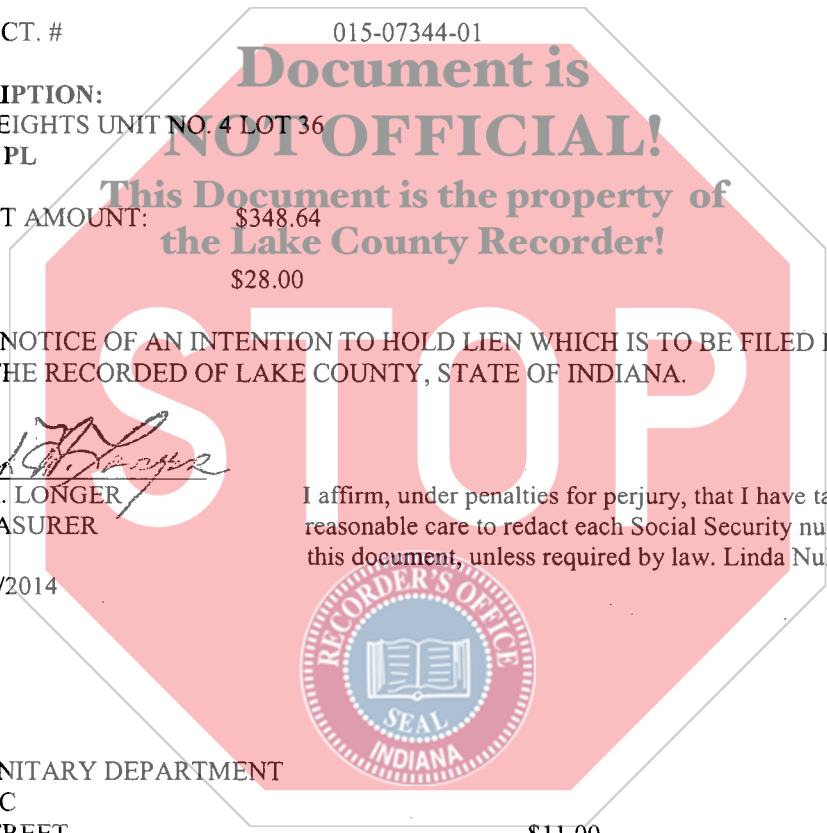 CT. # 015-07344-01
Document is
IPTION:
EIGHTS UNIT NO. 4 LOT 36
NOT OFFICIAL!
PL
This Document is the property of
T AMOUNT: $348.64
the Lake County Recorder!
$28.00
NOTICE OF AN INTENTION TO HOLD LIEN WHICH IS TO BE FILED
HE RECORDED OF LAKE COUNTY, STATE OF INDIANA.
STOP
. LONGER
I affirm, under penalties for perjury, that I have ta
ASURER
reasonable care to redact each Social Security nu
this document, unless required by law. Linda Nu
/2014
RECORDER'S OFFICE
SEAL
INDIANA
NITARY DEPARTMENT
C
TREET $11.00